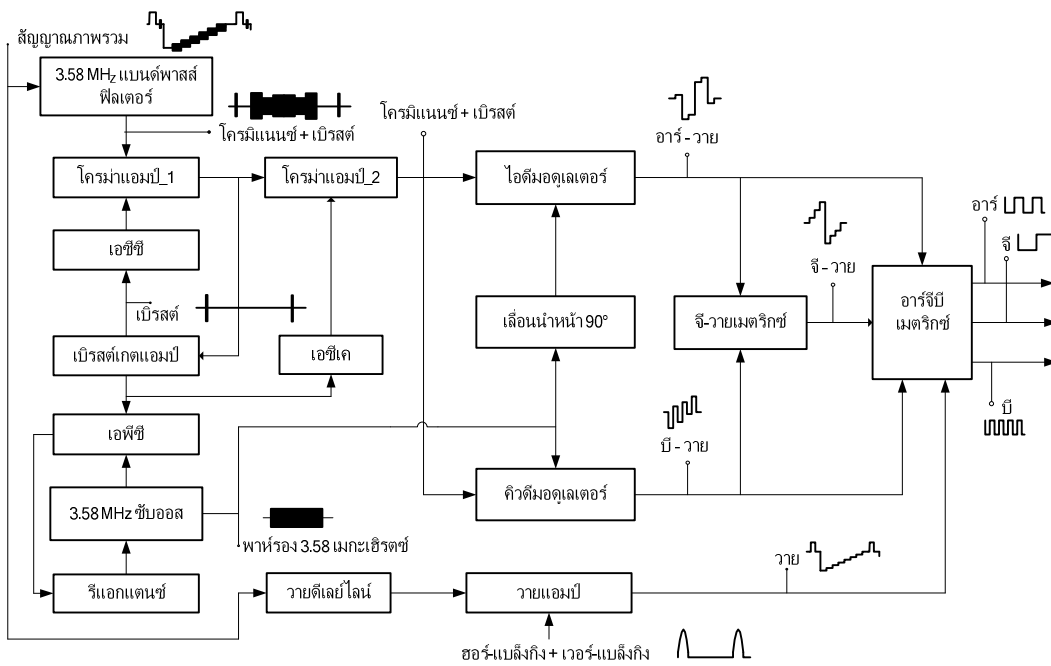 สัญญาณภาพรวม
3.58 MHz แบนด์พาสส์
ฟิลเตอร์
โครมิแนนซ์ + เบิรสต์
โครมิแนนซ์ + เบิรสต์
อาร์ - วาย
โครม่าแอมป์_1
โครม่าแอมป์_2
ไอดีมอดูเลเตอร์
อาร์
จี
จี - วาย
เอซีซี
เบิรสต์
เลื่อนนำหน้า 90°
จี-วายเมตริกซ์
อาร์จีบี
เมตริกซ์
เบิรสต์เกตแอมป์
เอซีเค
บี
เอพีซี
บี - วาย
3.58 MHz ซับออส
คิวดีมอดูเลเตอร์
พาห์รอง 3.58 เมกะเฮิรตซ์
วาย
รีแอกแตนซ์
วายดีเลย์ไลน์
วายแอมป์
ฮอร์-แบล็งกิง + เวอร์-แบล็งกิง